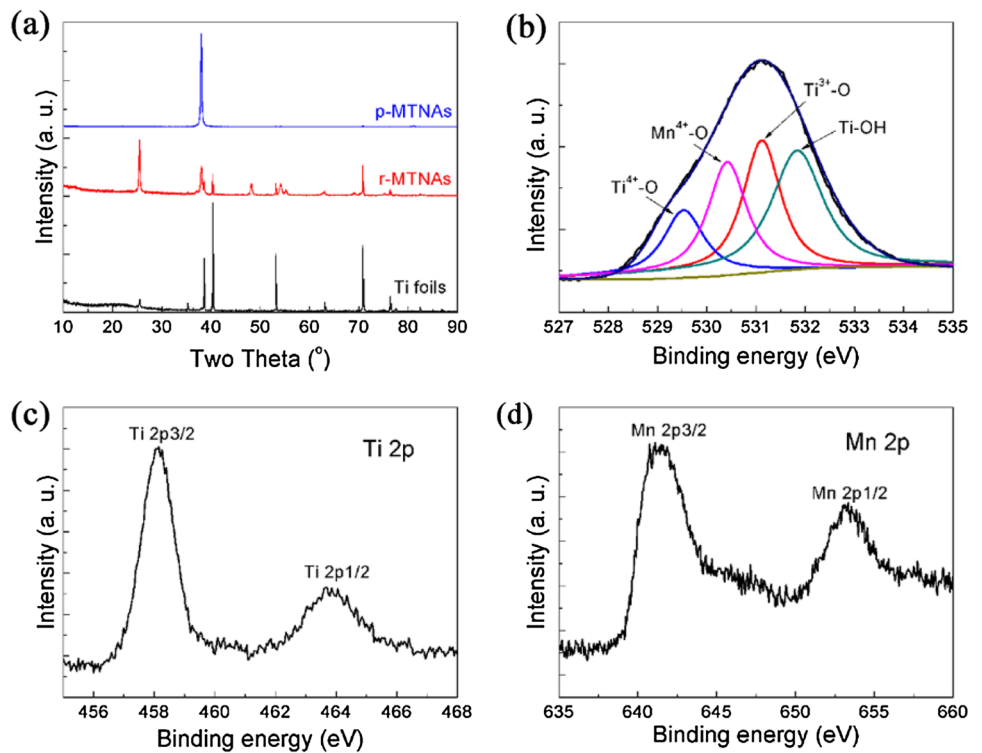 (a)
Intensity (a. u.)
p-MTNAs
r-MTNAs
Ti foils
10 20 30 40 50 60 70 80 90
Two Theta (°)
(b)
Intensity (a. u.)
Ti³⁺-O
Mn⁴⁺-O
Ti-OH
Ti⁴⁺-O
527 528 529 530 531 532 533 534 535
Binding energy (eV)
(c)
Intensity (a. u.)
Ti 2p3/2
Ti 2p
Ti 2p1/2
456 458 460 462 464 466 468
Binding energy (eV)
(d)
Intensity (a. u.)
Mn 2p3/2
Mn 2p
Mn 2p1/2
635 640 645 650 655 660
Binding energy (eV)